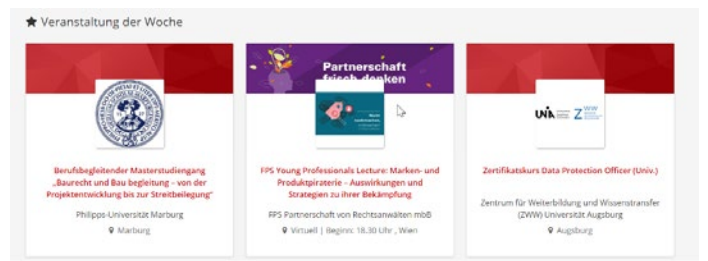 ★ Veranstaltung der Woche
Partnerschaft
frisch denken
UNIA ZWW
Berufsbegleitender Masterstudiengang
„Baurecht und Bau begleitung – von der
Projektentwicklung bis zur Streitbeilegung"
Philipps-Universität Marburg
Marburg
FPS Young Professionals Lecture: Marken- und
Produktpiraterie – Auswirkungen und
Strategien zu ihrer Bekämpfung
FPS Partnerschaft von Rechtsanwälten mbB
Virtuell | Beginn: 18.30 Uhr , Wien
Zertifikatskurs Data Protection Officer (Univ.)
Zentrum für Weiterbildung und Wissenstransfer
(ZWW) Universität Augsburg
Augsburg